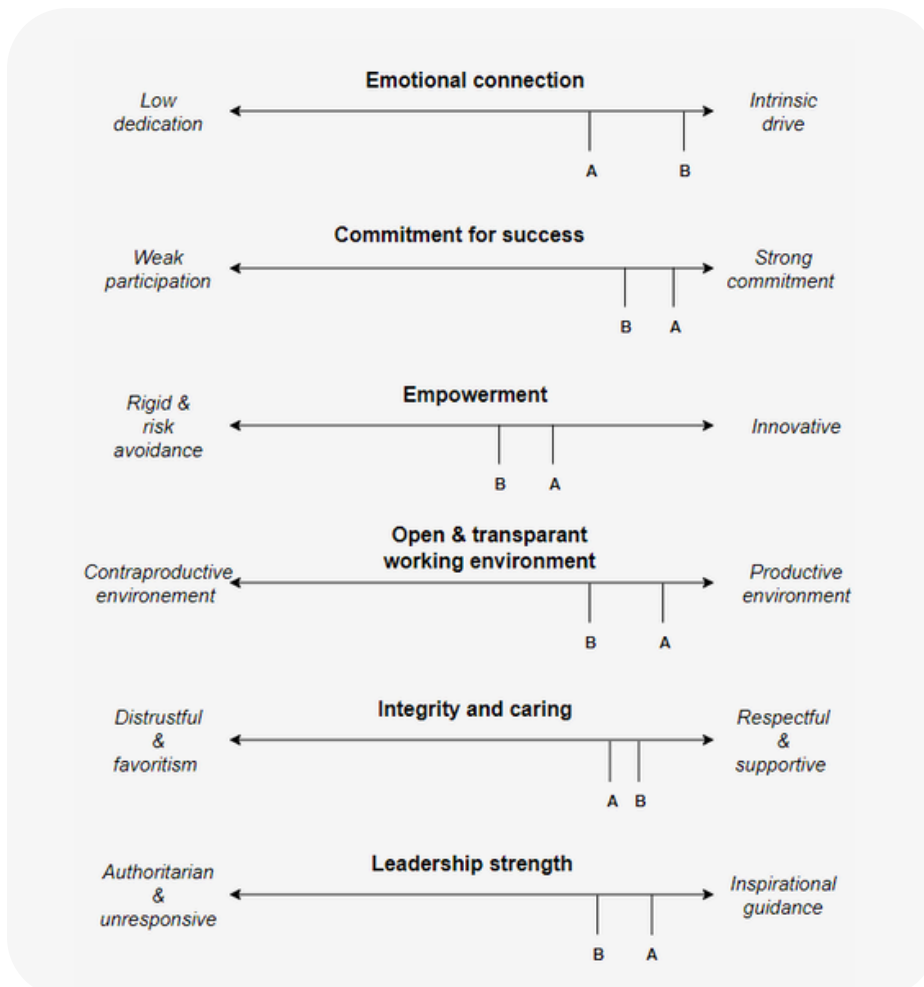 Emotional connection
Low
dedication
Intrinsic
drive
A
B
Commitment for success
Weak
participation
Strong
commitment
B
A
Empowerment
Rigid &
risk
avoidance
Innovative
B
A
Open & transparant
working environment
Contraproductive
environement
Productive
environment
B
A
Integrity and caring
Distrustful
&
favoritism
Respectful
&
supportive
A
B
Leadership strength
Authoritarian
&
unresponsive
Inspirational
guidance
B
A